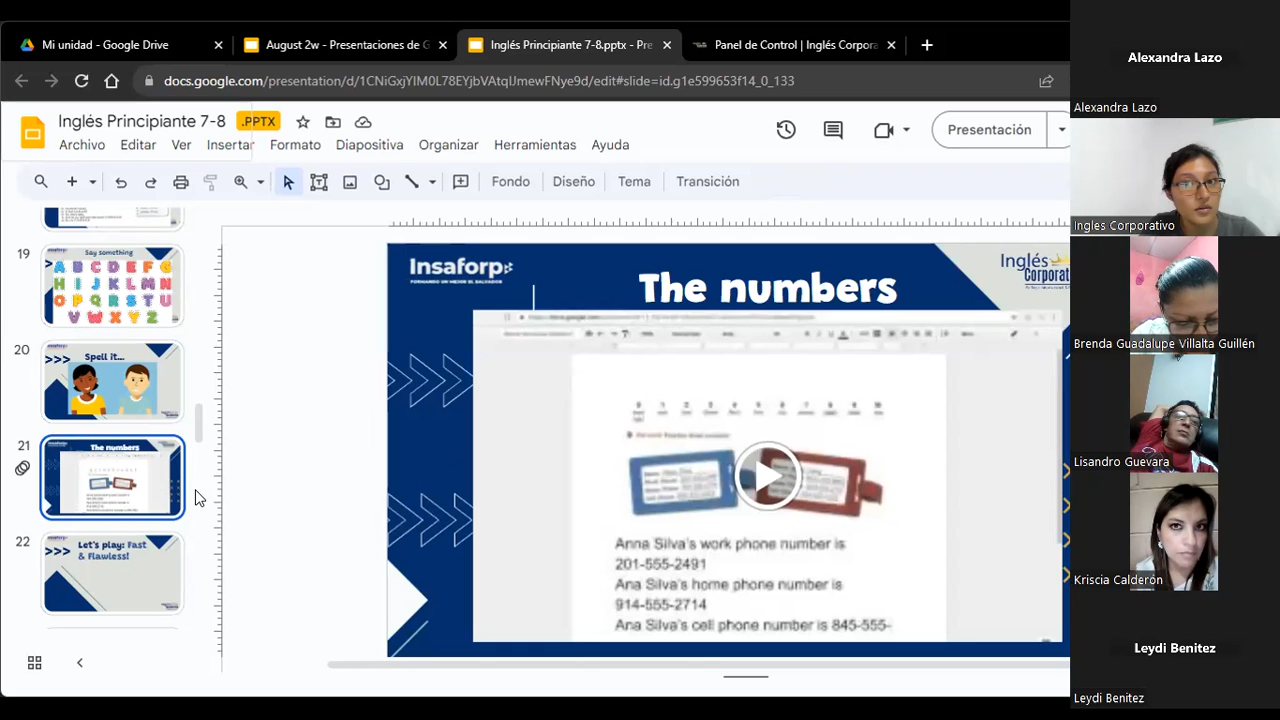 Mi unidad - Google Drive
August 2w - Presentaciones de G
Inglés Principiante 7-8.pptx - Pre
Panel de Control | Inglés Corpora
docs.google.com/presentation/d/1CNiGxjYIM0L78EYjbVAtqIJmewFNye9d/edit#slide=id.g1e599653f14_0_133
Inglés Principiante 7-8
.PPTX
Archivo Editar Ver Insertar Formato Diapositiva Organizar Herramientas Ayuda
Presentación
Fondo Diseño Tema Transición
19
Say something
A B C D E F G
H I J K L M N
O P Q R S T U
V W X Y Z
20
>>> Spell it...
21
The numbers
22
>>> Let's play: Fast
& Flawless!
Insaforp
FORMANDO UN MEJOR EL SALVADOR
The numbers
Inglés
Anna Silva's work phone number is
201-555-2491
Ana Silva's home phone number is
914-555-2714
Ana Silva's cell phone number is 845-555-
Alexandra Lazo
Alexandra Lazo
Ingles Corporativo
Brenda Guadalupe Villalta Guillén
Lisandro Guevara
Kriscia Calderón
Leydi Benitez
Leydi Benitez